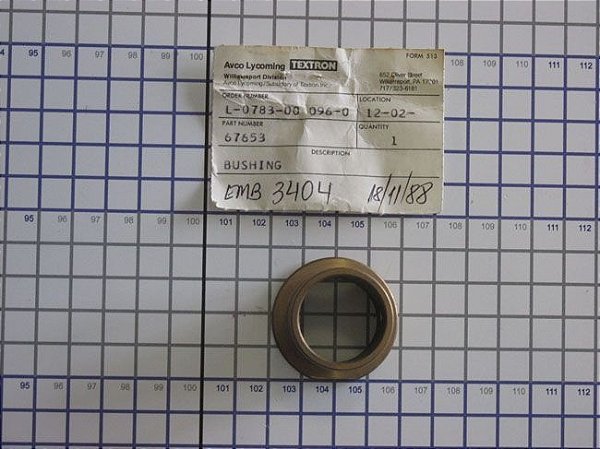 94 95 96 97 98 99 100 106 107 108 109 110 111 112
Avco Lycoming TEXTRON
Williamsport Division
Avco Lycoming/Subsidiary of Textron Inc.
FORM 513
652 Oliver Street
Williamsport, PA 17701
717/323-6181
ORDER NUMBER
L-0783-00 096-0
LOCATION
12-02-
PART NUMBER
67653
QUANTITY
1
DESCRIPTION
BUSHING
EMB 3404 18/11/88
95 96 97 98 99 100 101 102 103 104 105 106 107 108 109 110 111 112
95 96 97 98 99 100 101 102 103 104 105 106 107 108 109 110 111 112